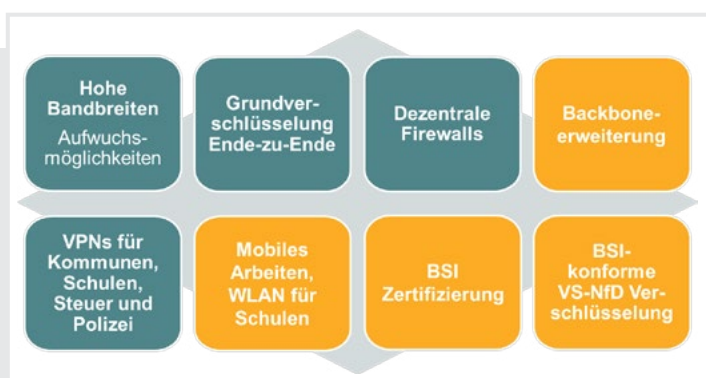 Hohe
Bandbreiten
Aufwuchs-
möglichkeiten
Grundver-
schlüsselung
Ende-zu-Ende
Dezentrale
Firewalls
Backbone-
erweiterung
VPNs für
Kommunen,
Schulen,
Steuer und
Polizei
Mobiles
Arbeiten,
WLAN für
Schulen
BSI
Zertifizierung
BSI-
konforme
VS-NfD Ver-
schlüsselung